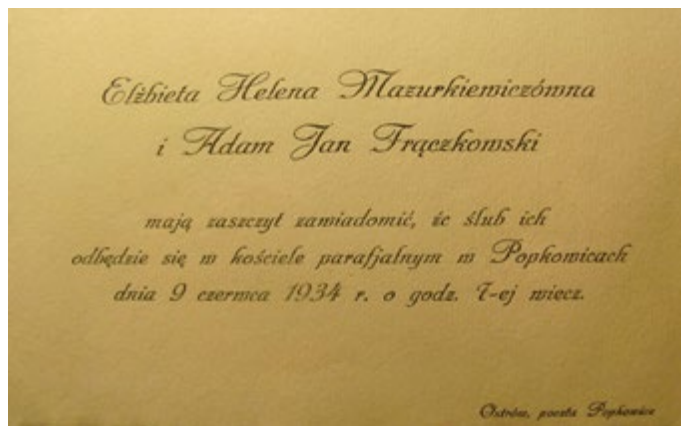 Elżbieta Helena Mazurkiewiczówna
i Adam Jan Frączkowski
mają zaszczyt zawiadomić, że ślub ich
odbędzie się w kościele parafjalnym w Popkowicach
dnia 9 czerwca 1934 r. o godz. 7-ej wiecz.
Ostrów, poczta Popkowice